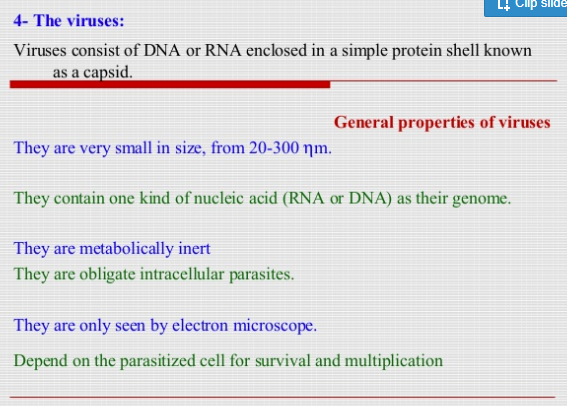 Clip slide
4- The viruses:
Viruses consist of DNA or RNA enclosed in a simple protein shell known
as a capsid.
General properties of viruses
They are very small in size, from 20-300 ηm.
They contain one kind of nucleic acid (RNA or DNA) as their genome.
They are metabolically inert
They are obligate intracellular parasites.
They are only seen by electron microscope.
Depend on the parasitized cell for survival and multiplication